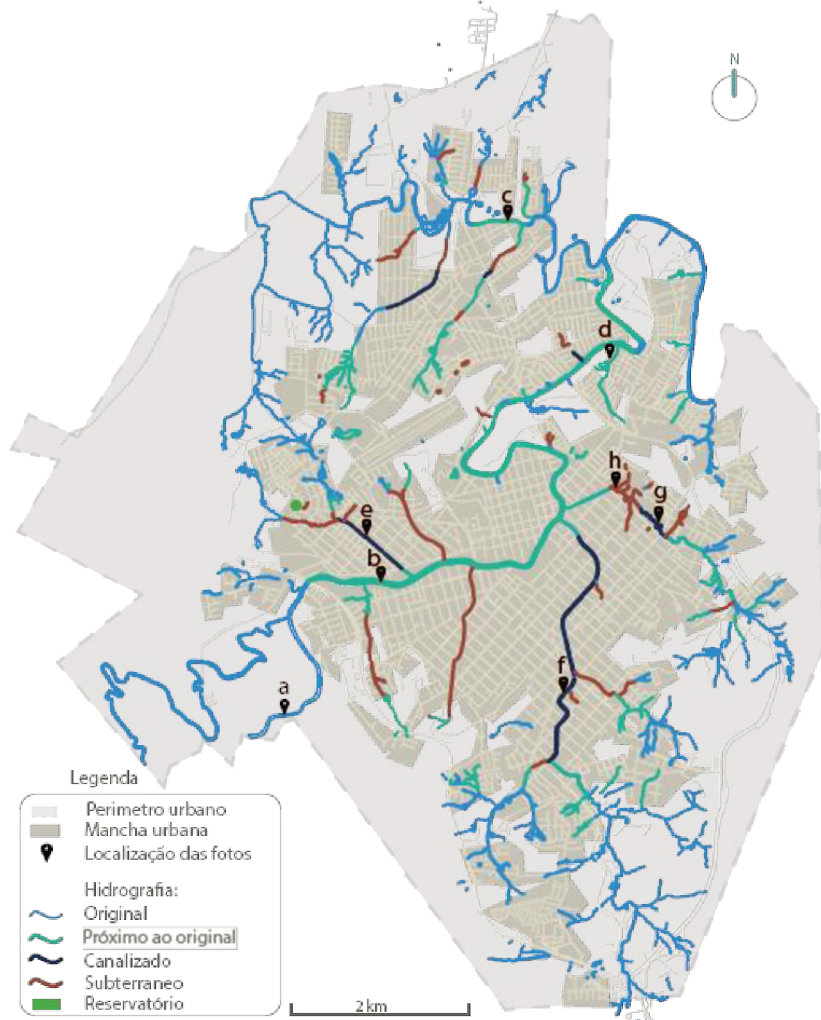 N
c
d
h
g
e
b
f
a
Legenda
Perimetro urbano
Mancha urbana
Localização das fotos
Hidrografia:
Original
Próximo ao original
Canalizado
Subterraneo
Reservatório
2 km